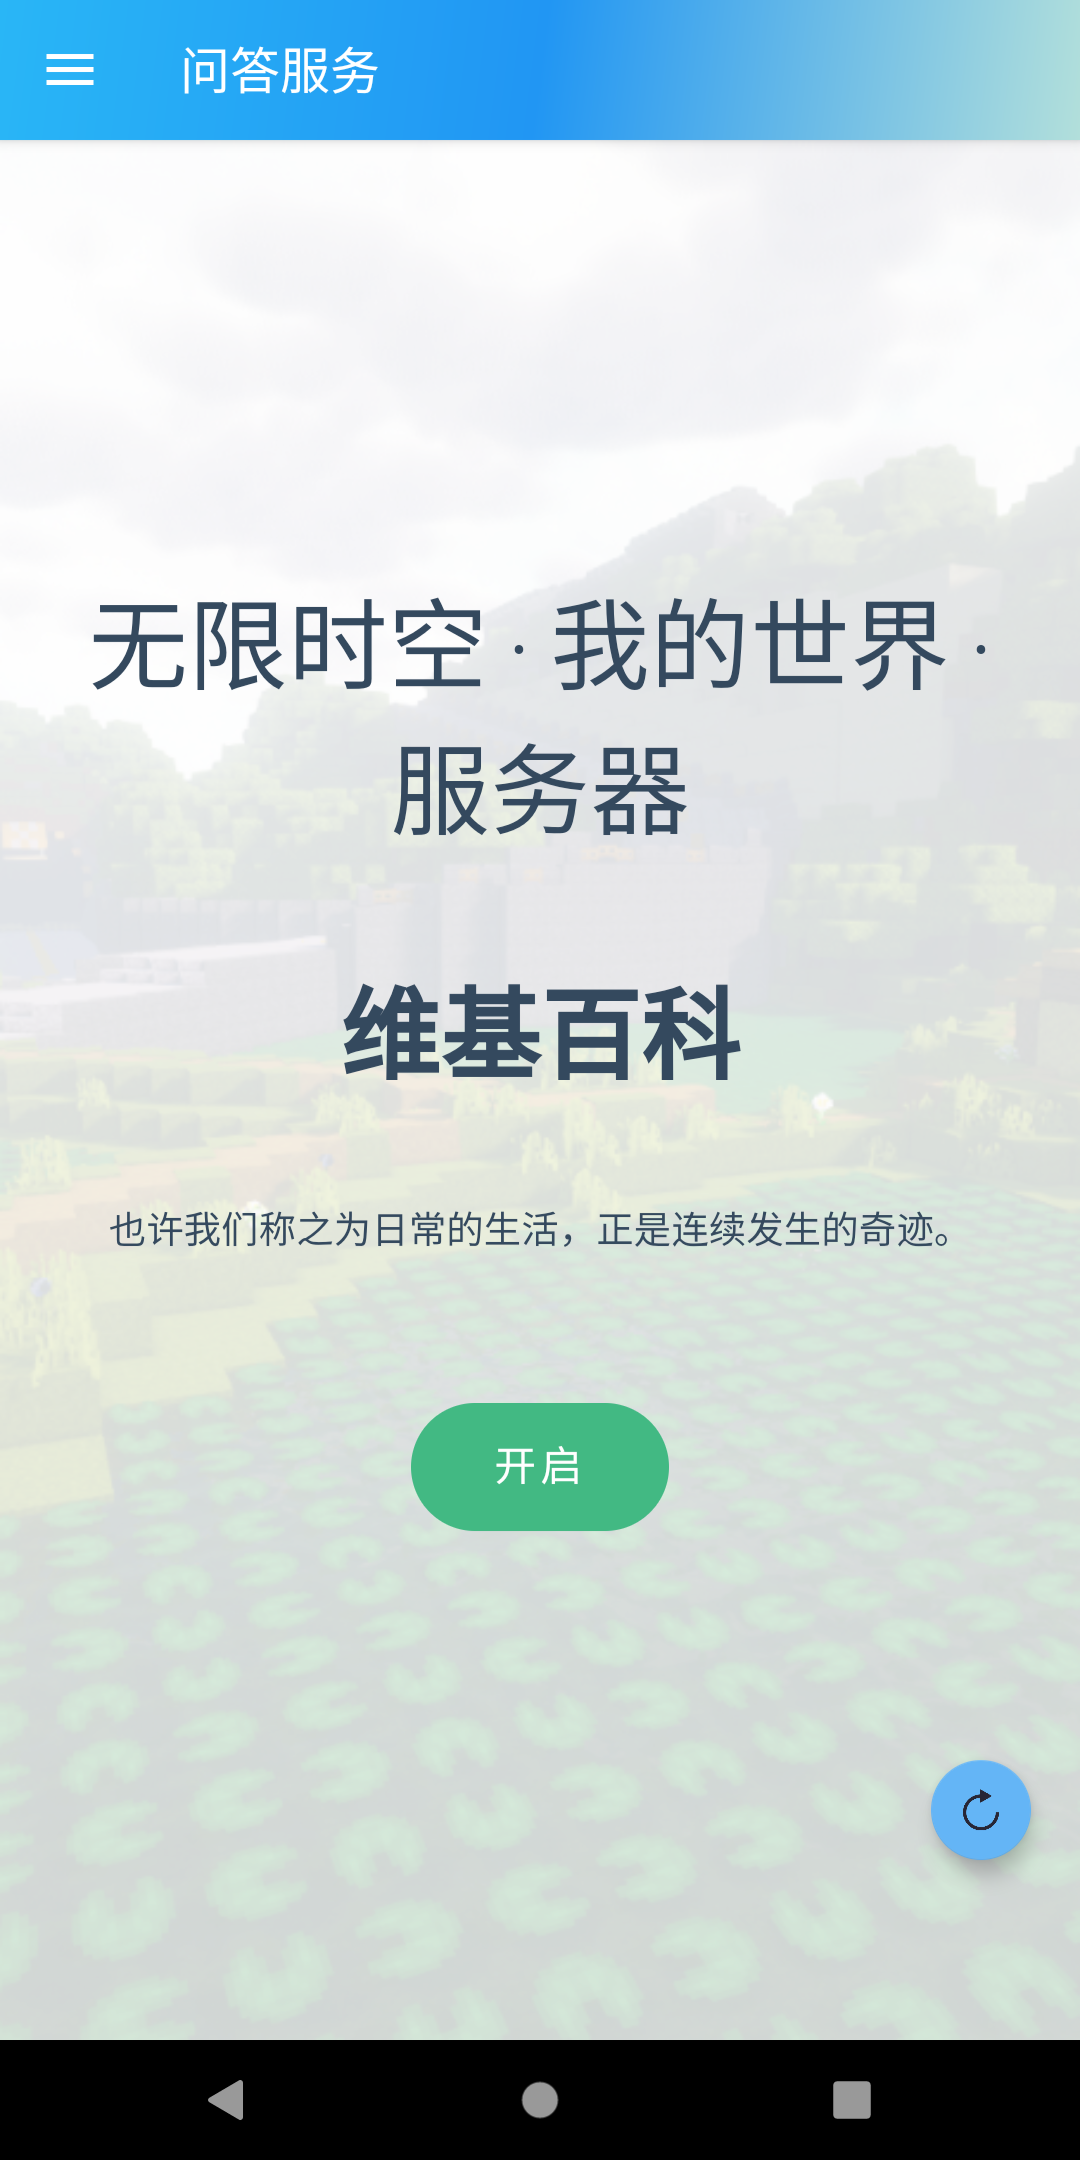 问答服务
无限时空 · 我的世界 ·
服务器
维基百科
也许我们称之为日常的生活，正是连续发生的奇迹。
开启